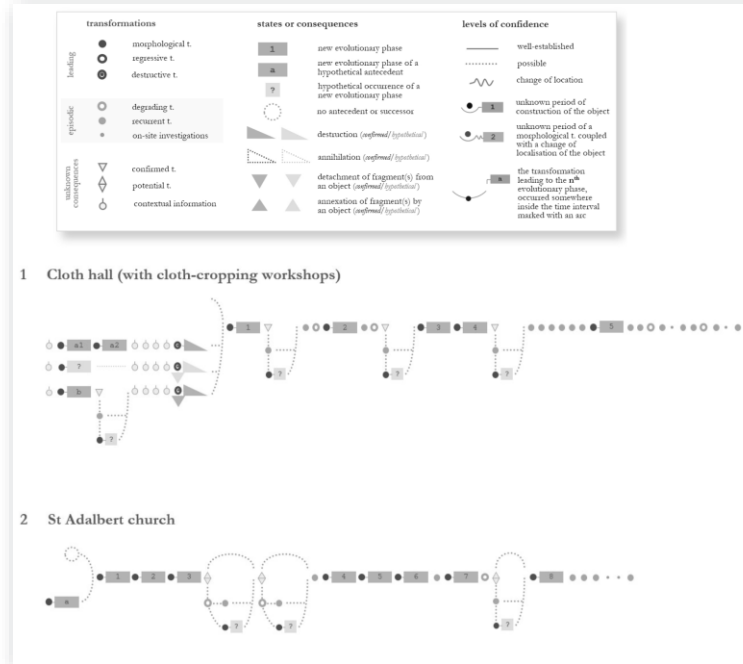 transformations
states or consequences
levels of confidence
leading
morphological t.
regressive t.
destructive t.
episodic
degrading t.
recurrent t.
on-site investigations
unknown
consequences
confirmed t.
potential t.
contextual information
1
new evolutionary phase
a
new evolutionary phase of a
hypothetical antecedent
?
hypothetical occurrence of a
new evolutionary phase
no antecedent or successor
destruction (confirmed/ hypothetical)
annihilation (confirmed/ hypothetical)
detachment of fragment(s) from
an object (confirmed/ hypothetical)
annexation of fragment(s) by
an object (confirmed/ hypothetical)
well-established
possible
change of location
1
unknown period of
construction of the object
2
unknown period of a
morphological t. coupled
with a change of
localisation of the object
n
the transformation
leading to the nth
evolutionary phase,
occurred somewhere
inside the time interval
marked with an arc
1 Cloth hall (with cloth-cropping workshops)
1 2 3 4 5
? ? ?
a1 a2
?
b
?
2 St Adalbert church
1 2 3 4 5 6 7 8
a
? ? ?